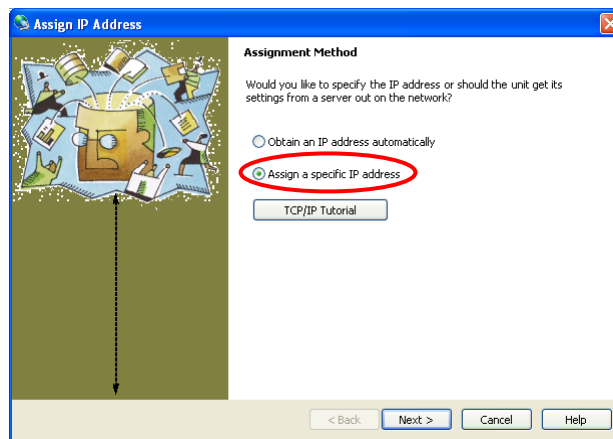 Assign IP Address
Assignment Method
Would you like to specify the IP address or should the unit get its
settings from a server out on the network?
Obtain an IP address automatically
Assign a specific IP address
TCP/IP Tutorial
< Back
Next >
Cancel
Help